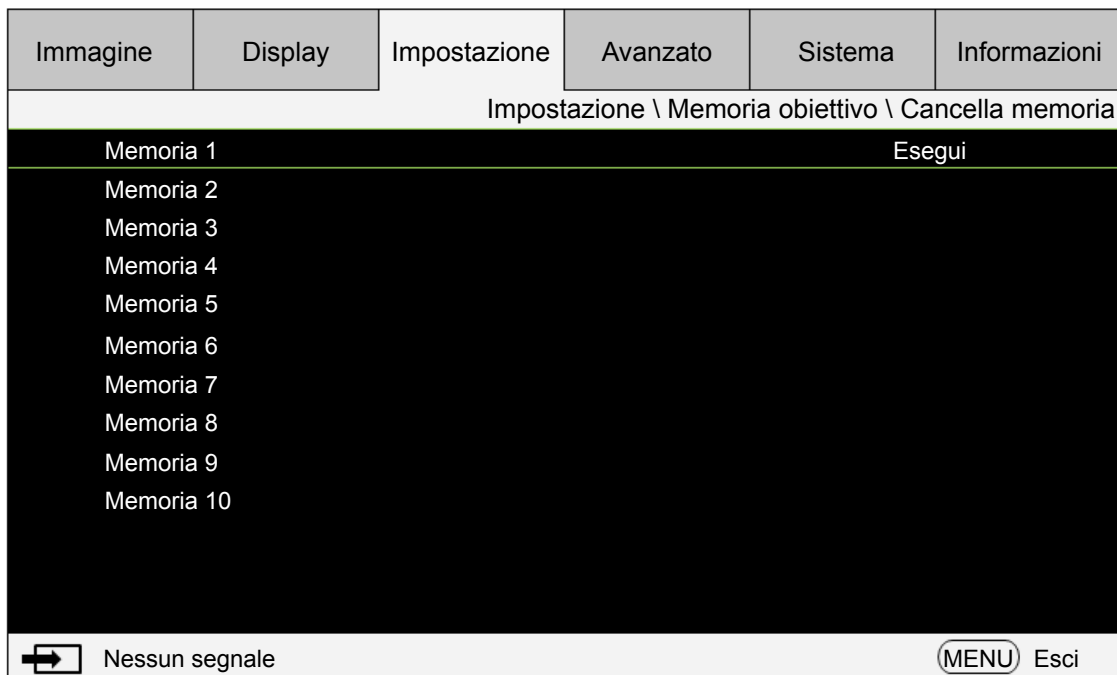 Immagine Display Impostazione Avanzato Sistema Informazioni
Impostazione \ Memoria obiettivo \ Cancella memoria
Memoria 1 Esegui
Memoria 2
Memoria 3
Memoria 4
Memoria 5
Memoria 6
Memoria 7
Memoria 8
Memoria 9
Memoria 10
Nessun segnale MENU Esci